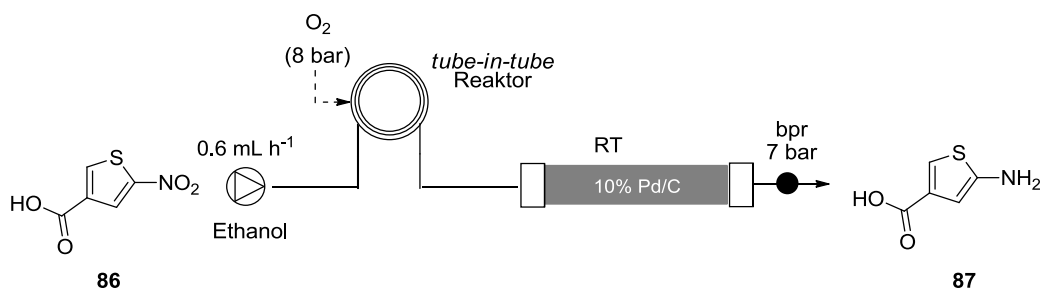 O₂
(8 bar)
tube-in-tube
Reaktor
0.6 mL h⁻¹
Ethanol
RT
10% Pd/C
bpr
7 bar
S
NO₂
HO
O
86
S
NH₂
HO
O
87